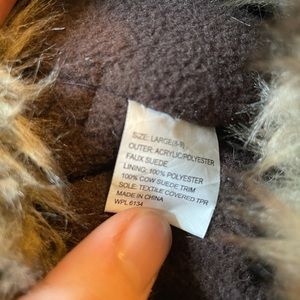 SIZE: LARGE(8-9)
OUTER: ACRYLIC/POLYESTER
FAUX SUEDE
LINING: 100% POLYESTER
100% COW SUEDE TRIM
SOLE: TEXTILE COVERED TPR
MADE IN CHINA
WPL 6134